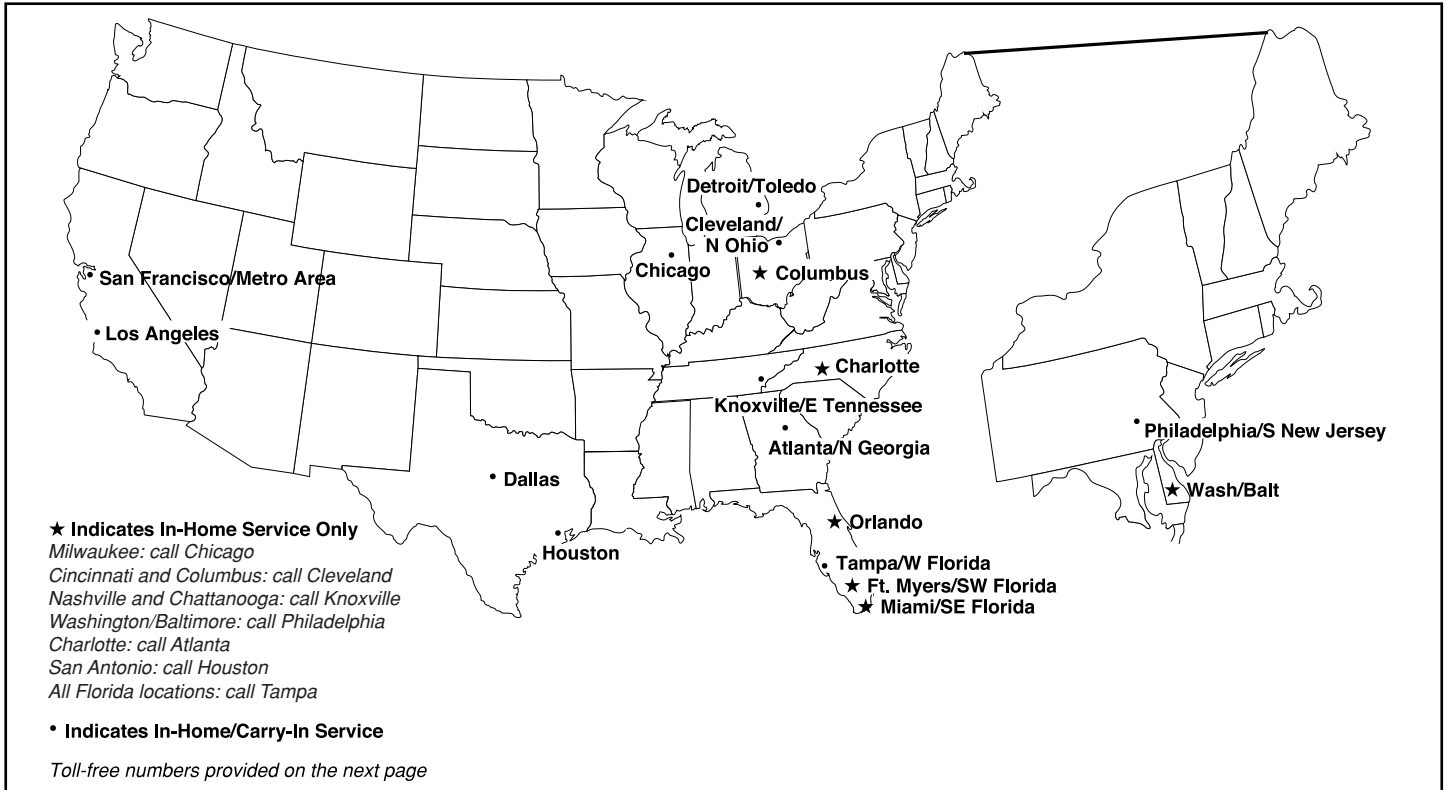 Detroit/Toledo
Cleveland/
N Ohio
Chicago
★ Columbus
San Francisco/Metro Area
Los Angeles
★ Charlotte
Knoxville/E Tennessee
Atlanta/N Georgia
Philadelphia/S New Jersey
★ Wash/Balt
Dallas
Houston
★ Orlando
Tampa/W Florida
★ Ft. Myers/SW Florida
★ Miami/SE Florida
★ Indicates In-Home Service Only
Milwaukee: call Chicago
Cincinnati and Columbus: call Cleveland
Nashville and Chattanooga: call Knoxville
Washington/Baltimore: call Philadelphia
Charlotte: call Atlanta
San Antonio: call Houston
All Florida locations: call Tampa
• Indicates In-Home/Carry-In Service
Toll-free numbers provided on the next page